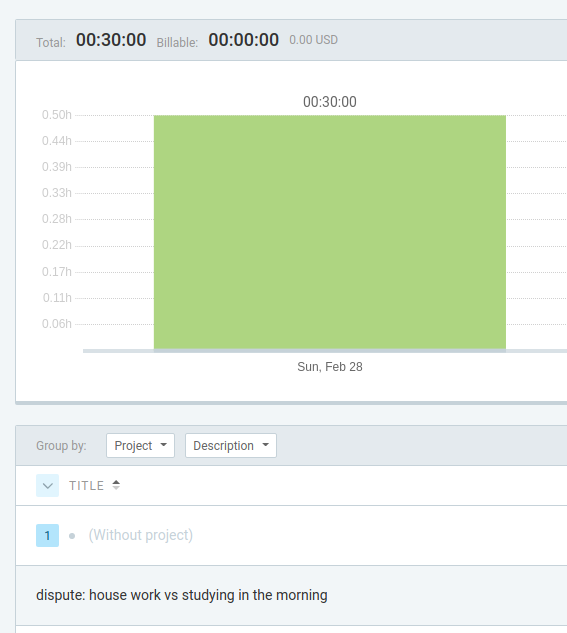 Total: 00:30:00 Billable: 00:00:00 0.00 USD
00:30:00
0.50h
0.44h
0.39h
0.33h
0.28h
0.22h
0.17h
0.11h
0.06h
Sun, Feb 28
Group by: Project Description
TITLE
1 (Without project)
dispute: house work vs studying in the morning